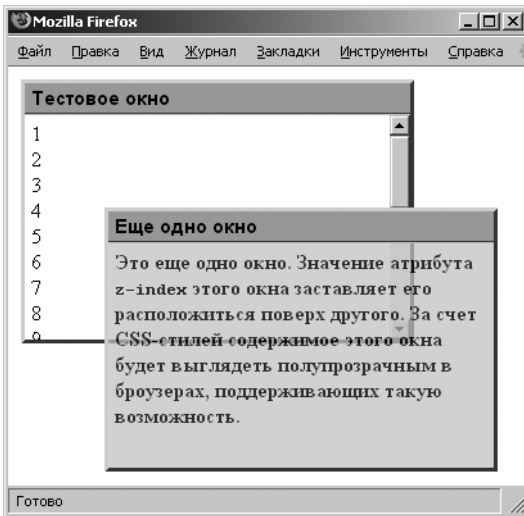 Mozilla Firefox
Файл Правка Вид Журнал Закладки Инструменты Справка
Тестовое окно
1
2
3
4
5
6
7
8
9
Еще одно окно
Это еще одно окно. Значение атрибута
z-index этого окна заставляет его
расположиться поверх другого. За счет
CSS-стилей содержимое этого окна
будет выглядеть полупрозрачным в
броузерах, поддерживающих такую
возможность.
Готово